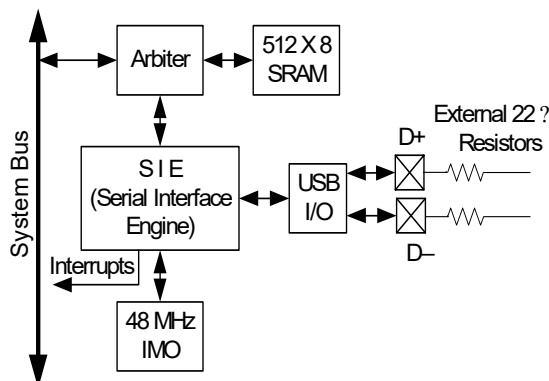 System Bus
Arbiter
512 X 8
SRAM
External 22 ?
Resistors
D+
S I E
(Serial Interface
Engine)
USB
I/O
D–
Interrupts
48 MHz
IMO